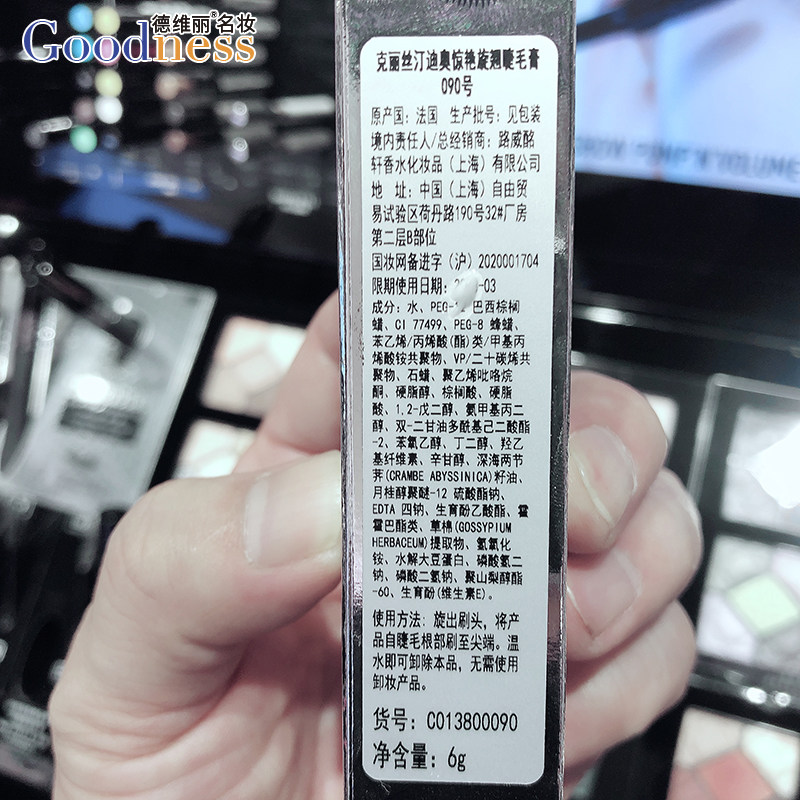 德维丽®名妆
Goodness
克丽丝汀迪奥惊艳旋翘睫毛膏
090号
原产国：法国 生产批号：见包装
境内责任人/总经销商：路威酩
轩香水化妆品（上海）有限公司
地 址：中国（上海）自由贸
易试验区荷丹路190号32#厂房
第二层B部位
国妆网备进字（沪）2020001704
限期使用日期： -03
成分：水、PEG- 巴西棕榈
蜡、CI 77499、PEG-8 蜂蜡、
苯乙烯/丙烯酸(酯)类/甲基丙
烯酸铵共聚物、VP/二十碳烯共
聚物、石蜡、聚乙烯吡咯烷
酮、硬脂醇、棕榈酸、硬脂
酸、1,2-戊二醇、氨甲基丙二
醇、双-二甘油多酰基己二酸酯
-2、苯氧乙醇、丁二醇、羟乙
基纤维素、辛甘醇、深海两节
荠(CRAMBE ABYSSINICA)籽油、
月桂醇聚醚-12 硫酸酯钠、
EDTA 四钠、生育酚乙酸酯、霍
霍巴酯类、草棉(GOSSYPIUM
HERBACEUM)提取物、氢氧化
铵、水解大豆蛋白、磷酸氢二
钠、磷酸二氢钠、聚山梨醇酯
-60、生育酚(维生素E)。
使用方法：旋出刷头，将产
品自睫毛根部刷至尖端。温
水即可卸除本品，无需使用
卸妆产品。
货号：C013800090
净含量：6g